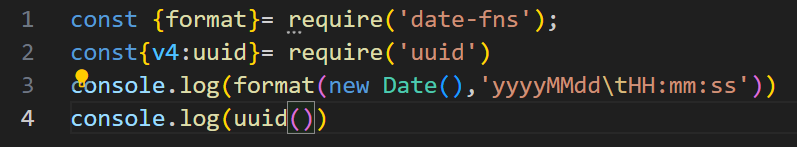 1 const {format}= require('date-fns');
2 const{v4:uuid}= require('uuid')
3 console.log(format(new Date(),'yyyyMMdd\tHH:mm:ss'))
4 console.log(uuid())